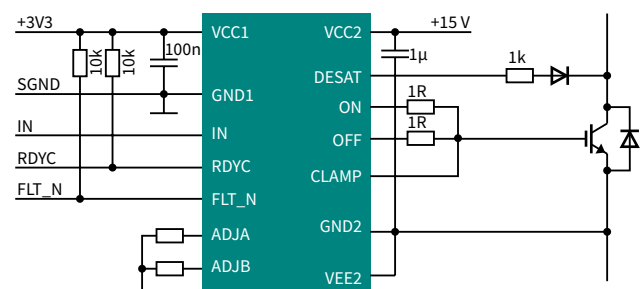 +3V3
10k
10k
100n
SGND
IN
RDYC
FLT_N
VCC1
GND1
IN
RDYC
FLT_N
ADJA
ADJB
VCC2
DESAT
ON
OFF
CLAMP
GND2
VEE2
+15 V
1µ
1k
1R
1R